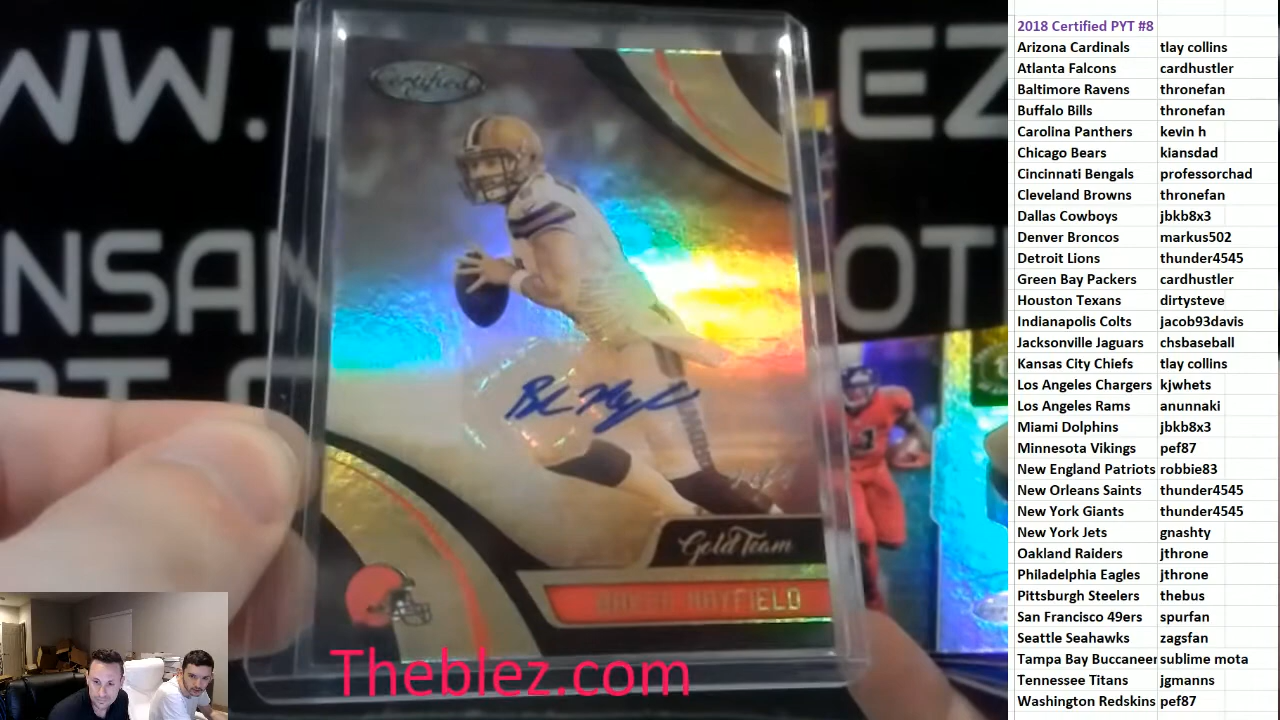 WW.T
EZ
NSA
OT
Certified
Gold Team
BAKER MAYFIELD
Theblez.com
2018 Certified PYT #8
Arizona Cardinals tlay collins
Atlanta Falcons cardhustler
Baltimore Ravens thronefan
Buffalo Bills thronefan
Carolina Panthers kevin h
Chicago Bears kiansdad
Cincinnati Bengals professorchad
Cleveland Browns thronefan
Dallas Cowboys jbkb8x3
Denver Broncos markus502
Detroit Lions thunder4545
Green Bay Packers cardhustler
Houston Texans dirtysteve
Indianapolis Colts jacob93davis
Jacksonville Jaguars chsbaseball
Kansas City Chiefs tlay collins
Los Angeles Chargers kjwhets
Los Angeles Rams anunnaki
Miami Dolphins jbkb8x3
Minnesota Vikings pef87
New England Patriots robbie83
New Orleans Saints thunder4545
New York Giants thunder4545
New York Jets gnashty
Oakland Raiders jthrone
Philadelphia Eagles jthrone
Pittsburgh Steelers thebus
San Francisco 49ers spurfan
Seattle Seahawks zagsfan
Tampa Bay Buccaneer sublime mota
Tennessee Titans jgmanns
Washington Redskins pef87